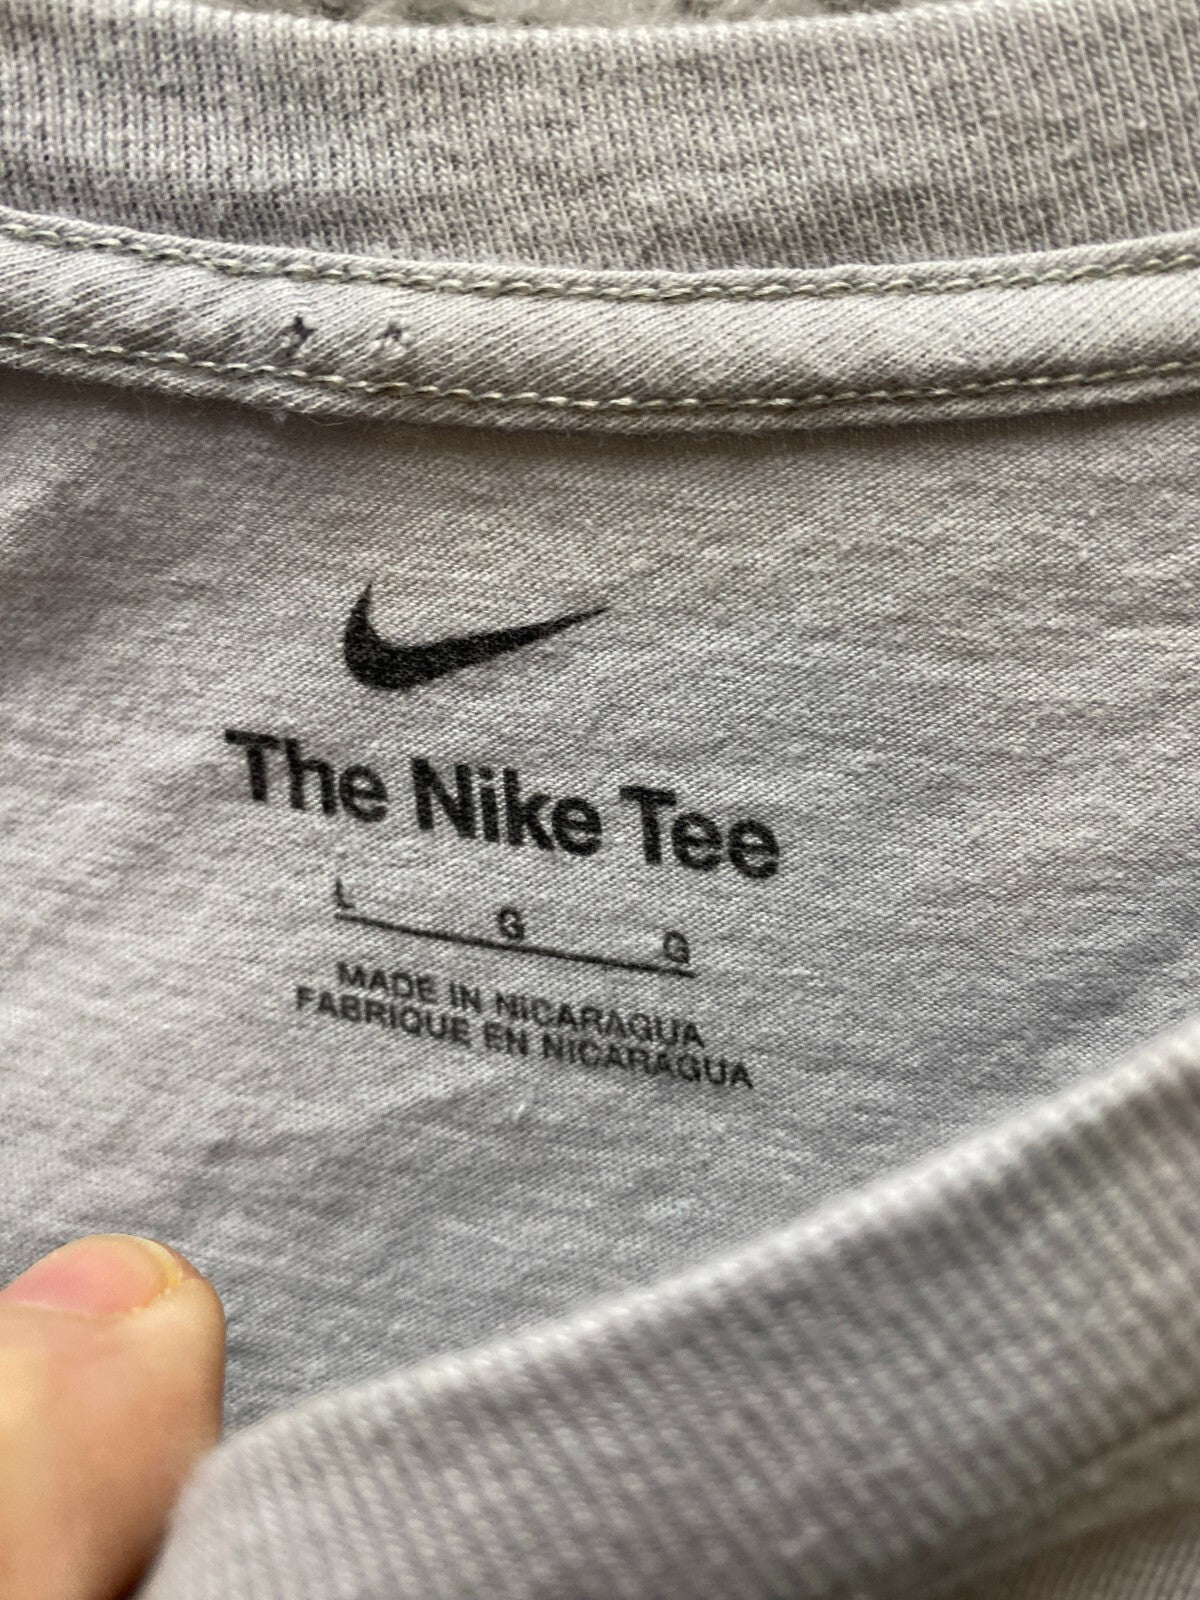 The Nike Tee
L G G
MADE IN NICARAGUA
FABRIQUE EN NICARAGUA